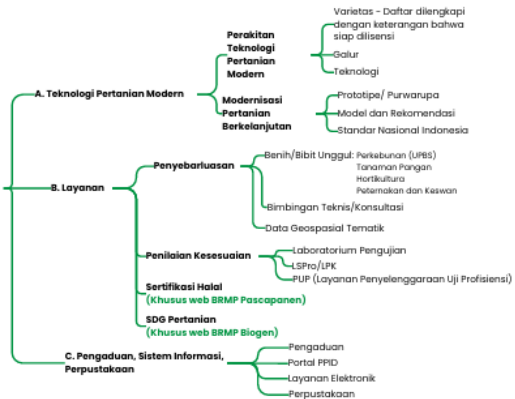 A. Teknologi Pertanian Modern
Perakitan
Teknologi
Pertanian
Modern
Varietas - Daftar dilengkapi
dengan keterangan bahwa
siap dilisensi
Galur
Teknologi
Modernisasi
Pertanian
Berkelanjutan
Prototipe/ Purwarupa
Model dan Rekomendasi
Standar Nasional Indonesia
B. Layanan
Penyebarluasan
Benih/Bibit Unggul: Perkebunan (UPBS)
Tanaman Pangan
Hortikultura
Peternakan dan Keswan
Bimbingan Teknis/Konsultasi
Data Geospasial Tematik
Penilaian Kesesuaian
Laboratorium Pengujian
LSPro/LPK
PUP (Layanan Penyelenggaraan Uji Profisiensi)
Sertifikasi Halal
(Khusus web BRMP Pascapanen)
SDG Pertanian
(Khusus web BRMP Biogen)
C. Pengaduan, Sistem Informasi,
Perpustakaan
Pengaduan
Portal PPID
Layanan Elektronik
Perpustakaan